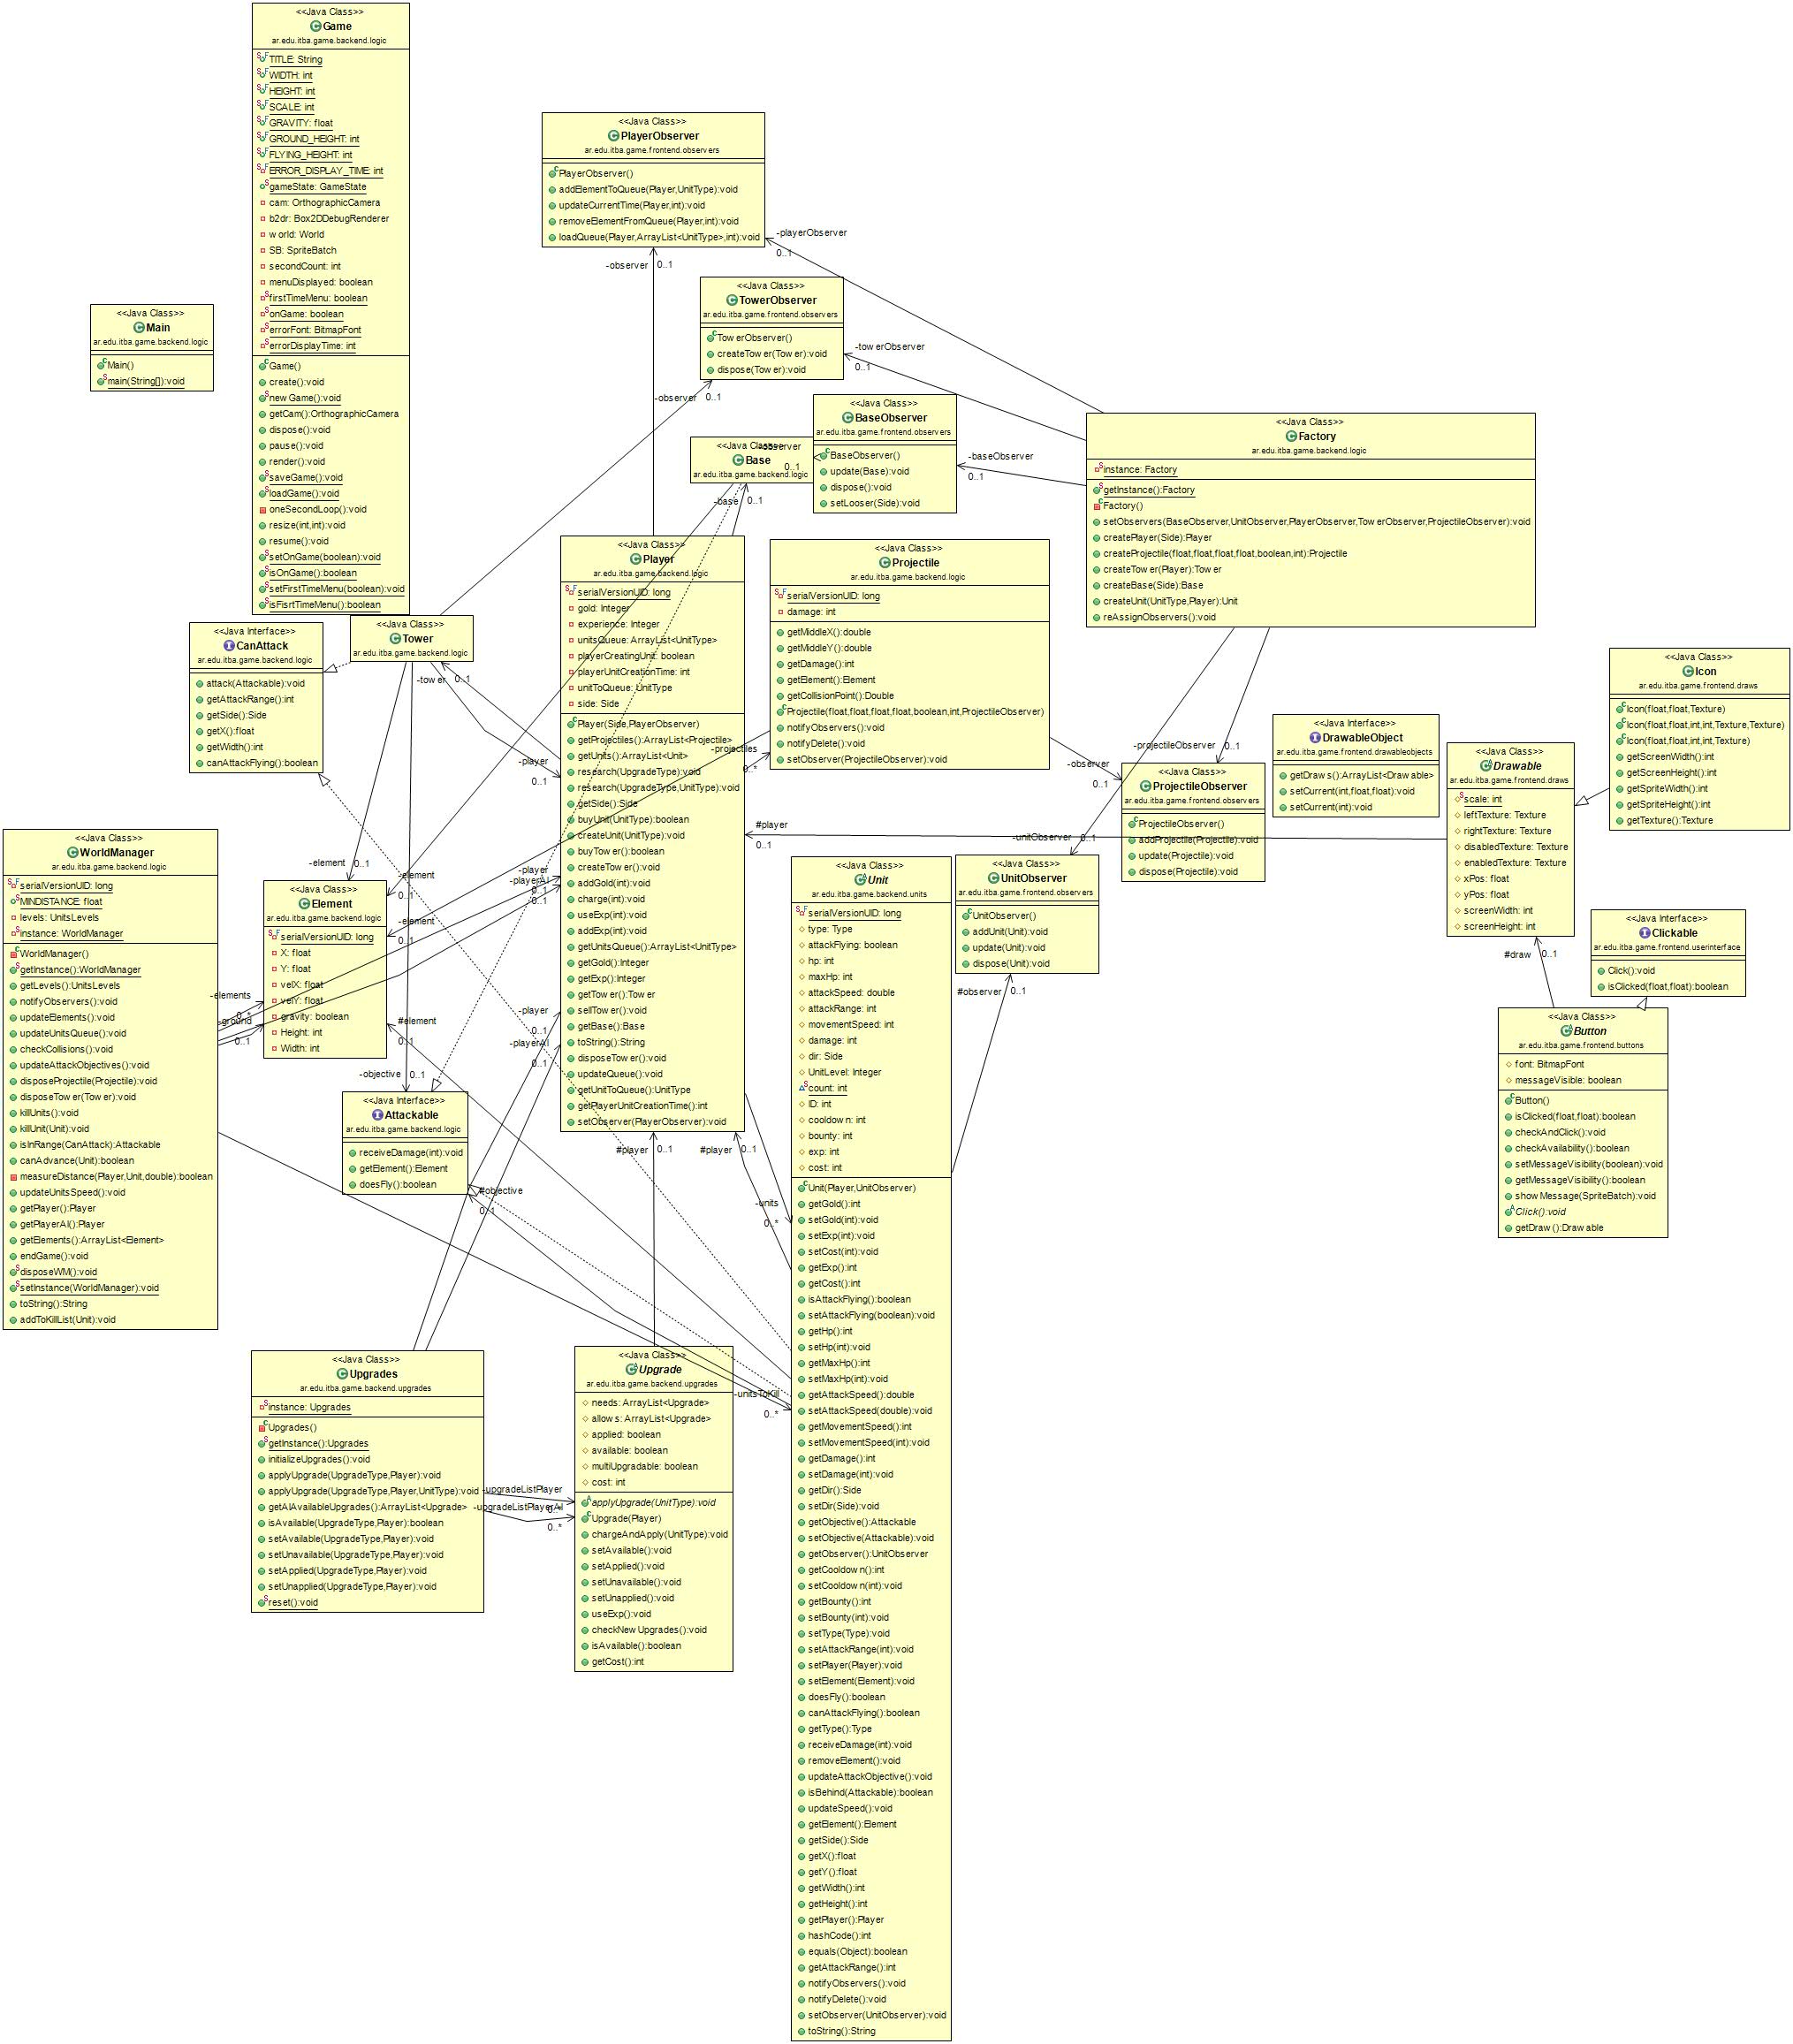 <<Java Class>>
Game
ar.edu.itba.game.backend.logic
TITLE: String
WIDTH: int
HEIGHT: int
SCALE: int
GRAVITY: float
GROUND_HEIGHT: int
FLYING_HEIGHT: int
ERROR_DISPLAY_TIME: int
gameState: GameState
cam: OrthographicCamera
b2dr: Box2DDebugRenderer
world: World
SB: SpriteBatch
secondCount: int
menuDisplayed: boolean
firstTimeMenu: boolean
onGame: boolean
errorFont: BitmapFont
errorDisplayTime: int
Game()
create():void
newGame():void
getCam():OrthographicCamera
dispose():void
pause():void
render():void
saveGame():void
loadGame():void
oneSecondLoop():void
resize(int,int):void
resume():void
setOnGame(boolean):void
isOnGame():boolean
setFirstTimeMenu(boolean):void
isFisrtTimeMenu():boolean
<<Java Class>>
Main
ar.edu.itba.game.backend.logic
Main()
main(String[]):void
<<Java Class>>
PlayerObserver
ar.edu.itba.game.frontend.observers
PlayerObserver()
addElementToQueue(Player,UnitType):void
updateCurrentTime(Player,int):void
removeElementFromQueue(Player,int):void
loadQueue(Player,ArrayList<UnitType>,int):void
-playerObserver
0..1
-observer
0..1
<<Java Class>>
TowerObserver
ar.edu.itba.game.frontend.observers
TowerObserver()
createTower(Tower):void
dispose(Tower):void
-towerObserver
0..1
-observer
0..1
<<Java Class>>
BaseObserver
ar.edu.itba.game.frontend.observers
BaseObserver()
update(Base):void
dispose():void
setLooser(Side):void
-baseObserver
0..1
<<Java Class>>
Base
ar.edu.itba.game.backend.logic
-observer
0..1
-base
0..1
<<Java Class>>
Factory
ar.edu.itba.game.backend.logic
instance: Factory
getInstance():Factory
Factory()
setObservers(BaseObserver,UnitObserver,PlayerObserver,TowerObserver,ProjectileObserver):void
createPlayer(Side):Player
createProjectile(float,float,float,float,boolean,int):Projectile
createTower(Player):Tower
createBase(Side):Base
createUnit(UnitType,Player):Unit
reAssignObservers():void
<<Java Interface>>
CanAttack
ar.edu.itba.game.backend.logic
attack(Attackable):void
getAttackRange():int
getSide():Side
getX():float
getWidth():int
canAttackFlying():boolean
<<Java Class>>
Tower
ar.edu.itba.game.backend.logic
-tower
0..1
-player
0..1
<<Java Class>>
Player
ar.edu.itba.game.backend.logic
serialVersionUID: long
gold: Integer
experience: Integer
unitsQueue: ArrayList<UnitType>
playerCreatingUnit: boolean
playerUnitCreationTime: int
unitToQueue: UnitType
side: Side
Player(Side,PlayerObserver)
getProjectiles():ArrayList<Projectile>
getUnits():ArrayList<Unit>
research(UpgradeType):void
research(UpgradeType,UnitType):void
getSide():Side
buyUnit(UnitType):boolean
createUnit(UnitType):void
buyTower():boolean
createTower():void
addGold(int):void
charge(int):void
useExp(int):void
addExp(int):void
getUnitsQueue():ArrayList<UnitType>
getGold():Integer
getExp():Integer
getTower():Tower
sellTower():void
getBase():Base
toString():String
disposeTower():void
updateQueue():void
getUnitToQueue():UnitType
getPlayerUnitCreationTime():int
setObserver(PlayerObserver):void
<<Java Class>>
Projectile
ar.edu.itba.game.backend.logic
serialVersionUID: long
damage: int
getMiddleX():double
getMiddleY():double
getDamage():int
getElement():Element
getCollisionPoint():Double
Projectile(float,float,float,float,boolean,int,ProjectileObserver)
notifyObservers():void
notifyDelete():void
setObserver(ProjectileObserver):void
-projectiles
0..*
-observer
0..1
-projectileObserver
0..1
<<Java Class>>
ProjectileObserver
ar.edu.itba.game.frontend.observers
ProjectileObserver()
addProjectile(Projectile):void
update(Projectile):void
dispose(Projectile):void
<<Java Interface>>
DrawableObject
ar.edu.itba.game.frontend.drawableobjects
getDraws():ArrayList<Drawable>
setCurrent(int,float,float):void
setCurrent(int):void
<<Java Class>>
Icon
ar.edu.itba.game.frontend.draws
Icon(float,float,Texture)
Icon(float,float,int,int,Texture,Texture)
Icon(float,float,int,int,Texture)
getScreenWidth():int
getScreenHeight():int
getSpriteWidth():int
getSpriteHeight():int
getTexture():Texture
<<Java Class>>
Drawable
ar.edu.itba.game.frontend.draws
scale: int
leftTexture: Texture
rightTexture: Texture
disabledTexture: Texture
enabledTexture: Texture
xPos: float
yPos: float
screenWidth: int
screenHeight: int
#player
0..1
#draw
0..1
<<Java Interface>>
Clickable
ar.edu.itba.game.frontend.userinterface
Click():void
isClicked(float,float):boolean
<<Java Class>>
Button
ar.edu.itba.game.frontend.buttons
font: BitmapFont
messageVisible: boolean
Button()
isClicked(float,float):boolean
checkAndClick():void
checkAvailability():void
setMessageVisibility(boolean):void
getMessageVisibility():boolean
showMessage(SpriteBatch):void
Click():void
getDraw():Drawable
<<Java Class>>
WorldManager
ar.edu.itba.game.backend.logic
serialVersionUID: long
MINDISTANCE: float
levels: UnitsLevels
instance: WorldManager
WorldManager()
getInstance():WorldManager
getLevels():UnitsLevels
notifyObservers():void
updateElements():void
updateUnitsQueue():void
checkCollisions():void
updateAttackObjectives():void
disposeProjectile(Projectile):void
disposeTower(Tower):void
killUnits():void
killUnit(Unit):void
isInRange(CanAttack):Attackable
canAdvance(Unit):boolean
measureDistance(Player,Unit,double):boolean
updateUnitsSpeed():void
getPlayer():Player
getPlayerAI():Player
getElements():ArrayList<Element>
endGame():void
disposeWM():void
setInstance(WorldManager):void
toString():String
addToKillList(Unit):void
-elements
0..*
-ground
0..1
<<Java Class>>
Element
ar.edu.itba.game.backend.logic
serialVersionUID: long
X: float
Y: float
velX: float
velY: float
gravity: boolean
Height: int
Width: int
-element
0..1
-element
0..1
-element
0..1
#element
0..1
-player
0..1
-playerAI
0..1
-player
0..1
-playerAI
0..1
-objective
0..1
<<Java Interface>>
Attackable
ar.edu.itba.game.backend.logic
receiveDamage(int):void
getElement():Element
doesFly():boolean
#objective
0..1
#player
0..1
#player
0..1
-units
0..*
-unitsToKill
0..*
<<Java Class>>
Unit
ar.edu.itba.game.backend.units
serialVersionUID: long
type: Type
attackFlying: boolean
hp: int
maxHp: int
attackSpeed: double
attackRange: int
movementSpeed: int
damage: int
dir: Side
UnitLevel: Integer
count: int
ID: int
cooldown: int
bounty: int
exp: int
cost: int
Unit(Player,UnitObserver)
getGold():int
setGold(int):void
setExp(int):void
setCost(int):void
getExp():int
getCost():int
isAttackFlying():boolean
setAttackFlying(boolean):void
getHp():int
setHp(int):void
getMaxHp():int
setMaxHp(int):void
getAttackSpeed():double
setAttackSpeed(double):void
getMovementSpeed():int
setMovementSpeed(int):void
getDamage():int
setDamage(int):void
getDir():Side
setDir(Side):void
getObjective():Attackable
setObjective(Attackable):void
getObserver():UnitObserver
getCooldown():int
setCooldown(int):void
getBounty():int
setBounty(int):void
setType(Type):void
setAttackRange(int):void
setPlayer(Player):void
setElement(Element):void
doesFly():boolean
canAttackFlying():boolean
getType():Type
receiveDamage(int):void
removeElement():void
updateAttackObjective():void
isBehind(Attackable):boolean
updateSpeed():void
getElement():Element
getSide():Side
getX():float
getY():float
getWidth():int
getHeight():int
getPlayer():Player
hashCode():int
equals(Object):boolean
getAttackRange():int
notifyObservers():void
notifyDelete():void
setObserver(UnitObserver):void
toString():String
-unitObserver
0..1
<<Java Class>>
UnitObserver
ar.edu.itba.game.frontend.observers
UnitObserver()
addUnit(Unit):void
update(Unit):void
dispose(Unit):void
#observer
0..1
<<Java Class>>
Upgrades
ar.edu.itba.game.backend.upgrades
instance: Upgrades
Upgrades()
getInstance():Upgrades
initializeUpgrades():void
applyUpgrade(UpgradeType,Player):void
applyUpgrade(UpgradeType,Player,UnitType):void
getAIAvailableUpgrades():ArrayList<Upgrade>
isAvailable(UpgradeType,Player):boolean
setAvailable(UpgradeType,Player):void
setUnavailable(UpgradeType,Player):void
setApplied(UpgradeType,Player):void
setUnapplied(UpgradeType,Player):void
reset():void
-upgradeListPlayer
0..*
-upgradeListPlayerAI
0..*
<<Java Class>>
Upgrade
ar.edu.itba.game.backend.upgrades
needs: ArrayList<Upgrade>
allows: ArrayList<Upgrade>
applied: boolean
available: boolean
multiUpgradable: boolean
cost: int
applyUpgrade(UnitType):void
Upgrade(Player)
chargeAndApply(UnitType):void
setAvailable():void
setApplied():void
setUnavailable():void
setUnapplied():void
useExp():void
checkNewUpgrades():void
isAvailable():boolean
getCost():int